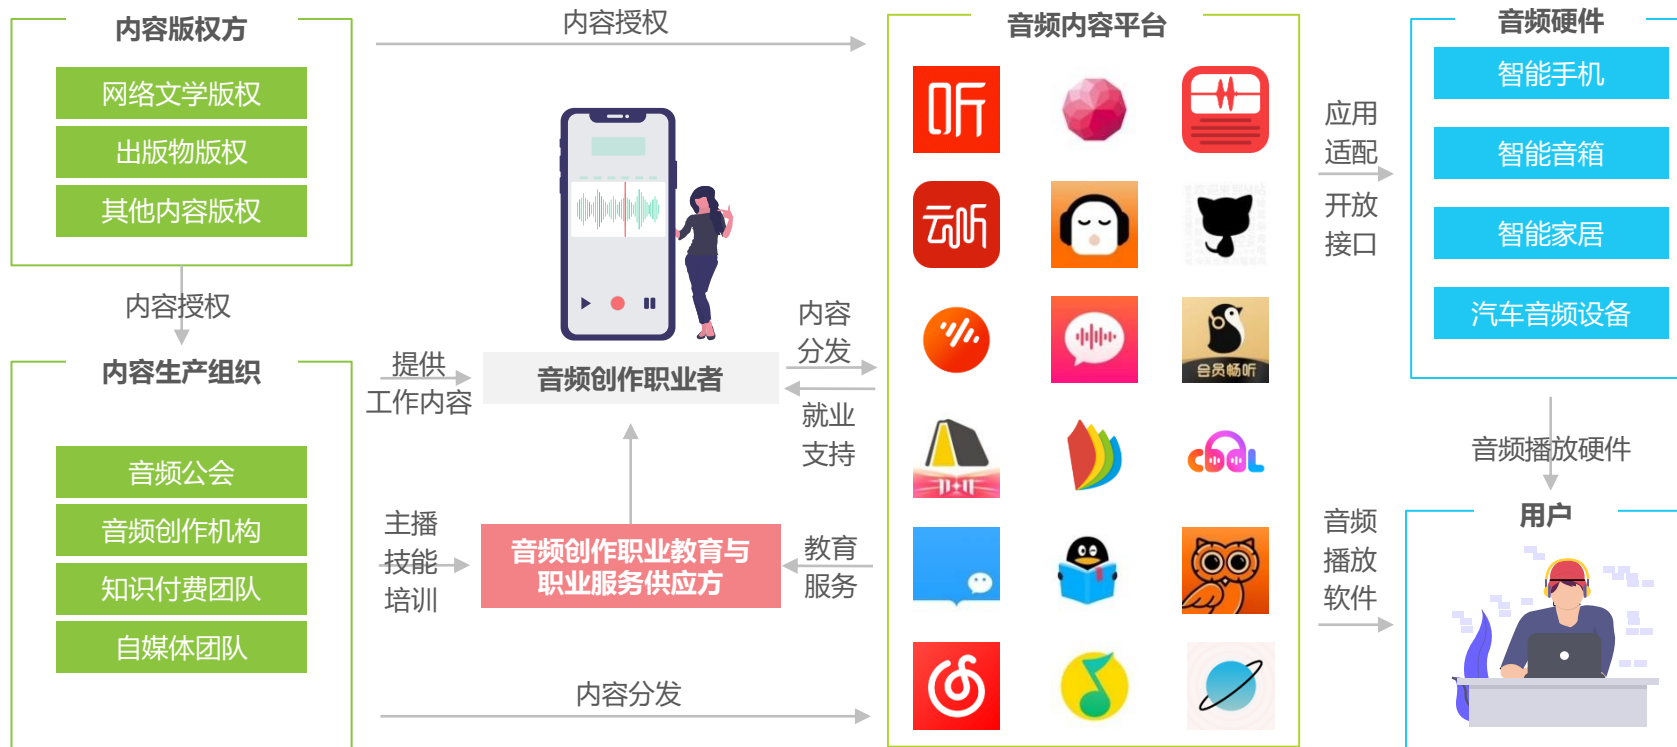 内容版权方
网络文学版权
出版物版权
其他内容版权
内容授权
内容生产组织
音频公会
音频创作机构
知识付费团队
自媒体团队
内容授权
提供
工作内容
音频创作职业者
主播
技能
培训
音频创作职业教育与
职业服务供应方
内容
分发
就业
支持
教育
服务
内容分发
音频内容平台
听
云听
会员畅听
应用
适配
开放
接口
音频硬件
智能手机
智能音箱
智能家居
汽车音频设备
音频播放硬件
音频
播放
软件
用户